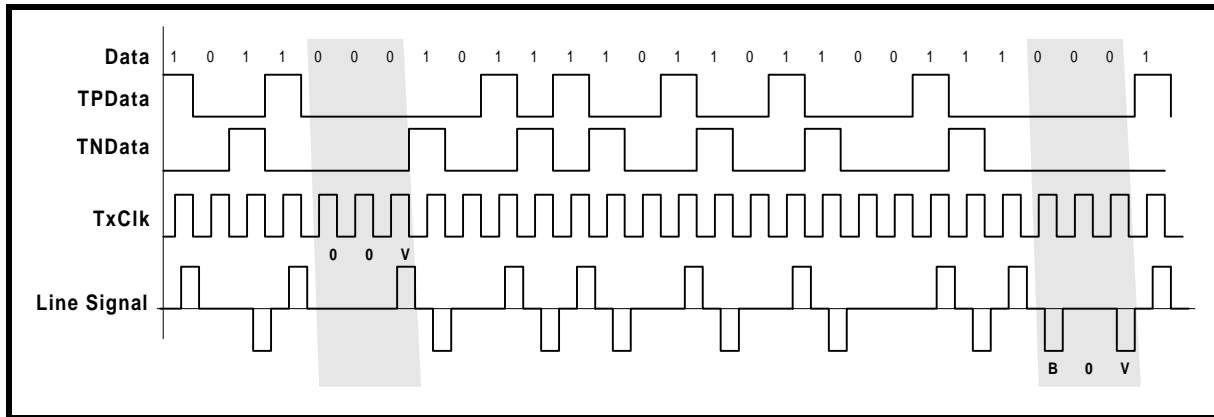 Data 1 0 1 1 0 0 0 1 0 1 1 1 1 0 1 1 0 1 1 0 0 1 1 1 0 0 0 1
TPData
TNData
TxClk
0 0 V
Line Signal
B 0 V